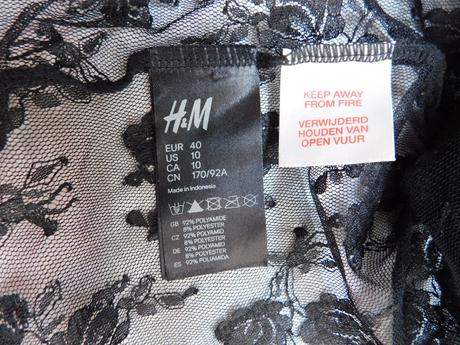 H&M
EUR 40
US 10
CA 10
CN 170/92A
Made in Indonesia
GB 92% POLYAMIDE
8% POLYESTER
CZ 92% POLYAMID
8% POLYESTER
DE 92% POLYAMID
8% POLYESTER
ES 92% POLIAMIDA
KEEP AWAY
FROM FIRE
VERWIJDERD
HOUDEN VAN
OPEN VUUR